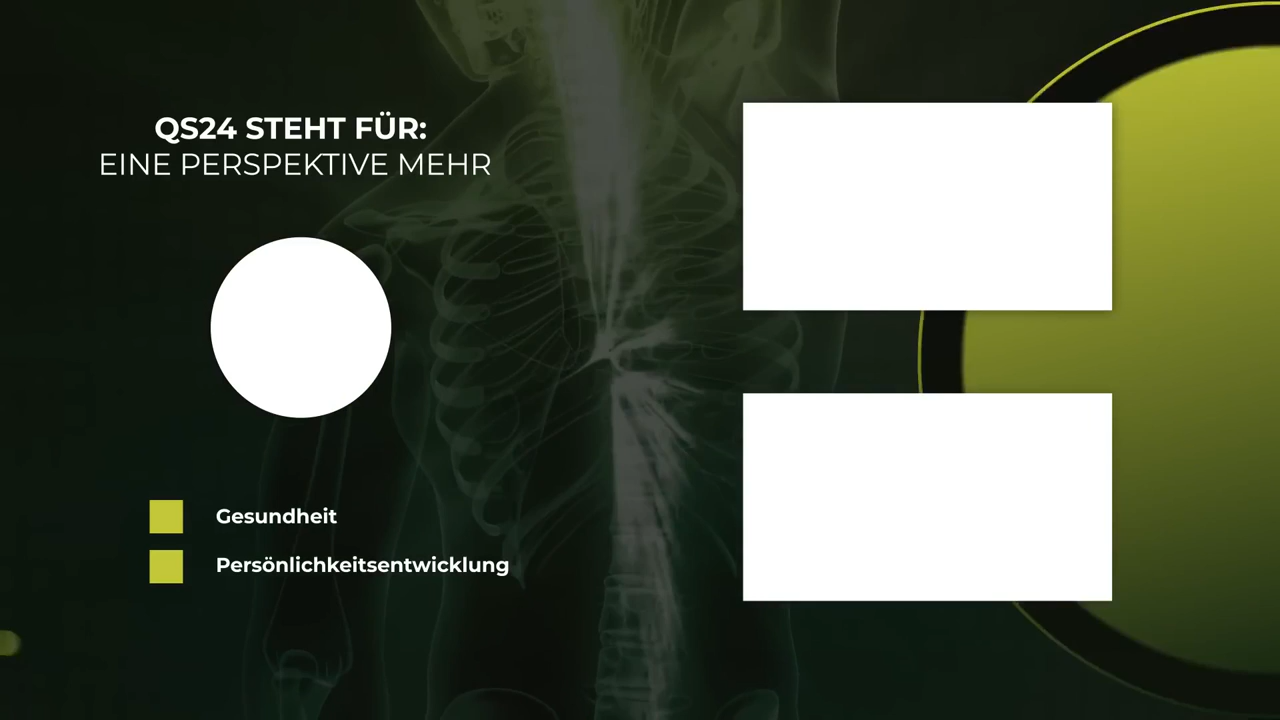 QS24 STEHT FÜR:
EINE PERSPEKTIVE MEHR
Gesundheit
Persönlichkeitsentwicklung